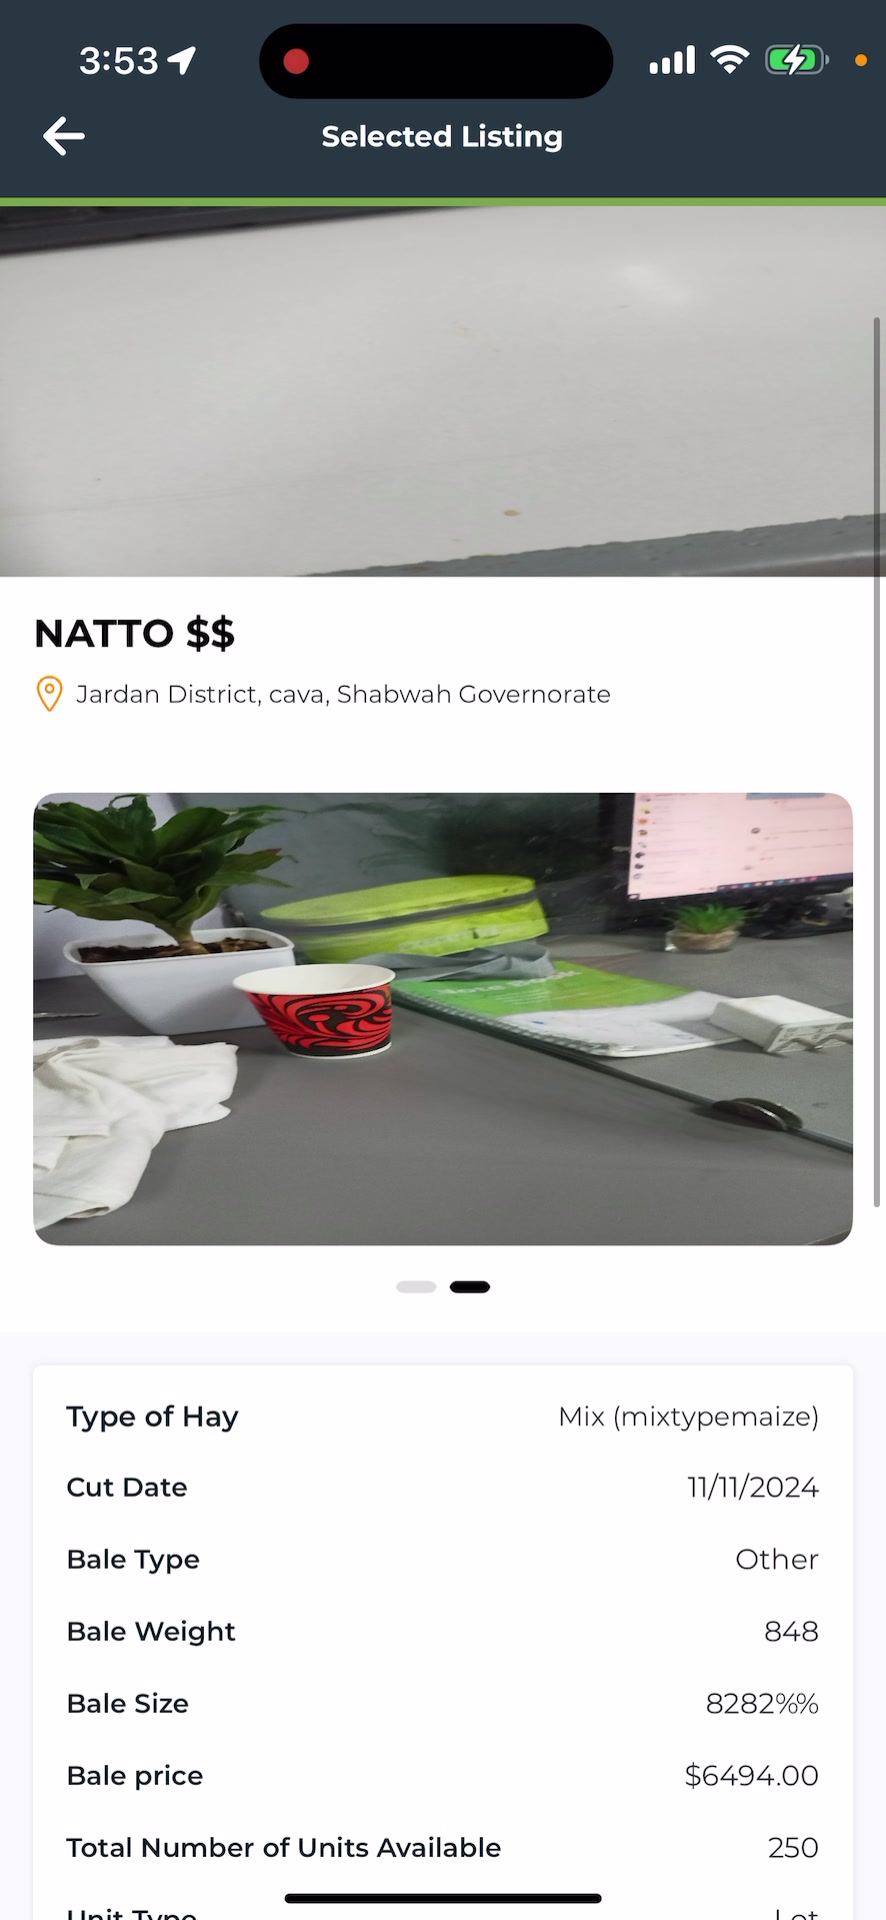 3:53
Selected Listing
NATTO $$
Jardan District, cava, Shabwah Governorate
Note Book
Type of Hay Mix (mixtypemaize)
Cut Date 11/11/2024
Bale Type Other
Bale Weight 848
Bale Size 8282%%
Bale price $6494.00
Total Number of Units Available 250
Unit Type Lot